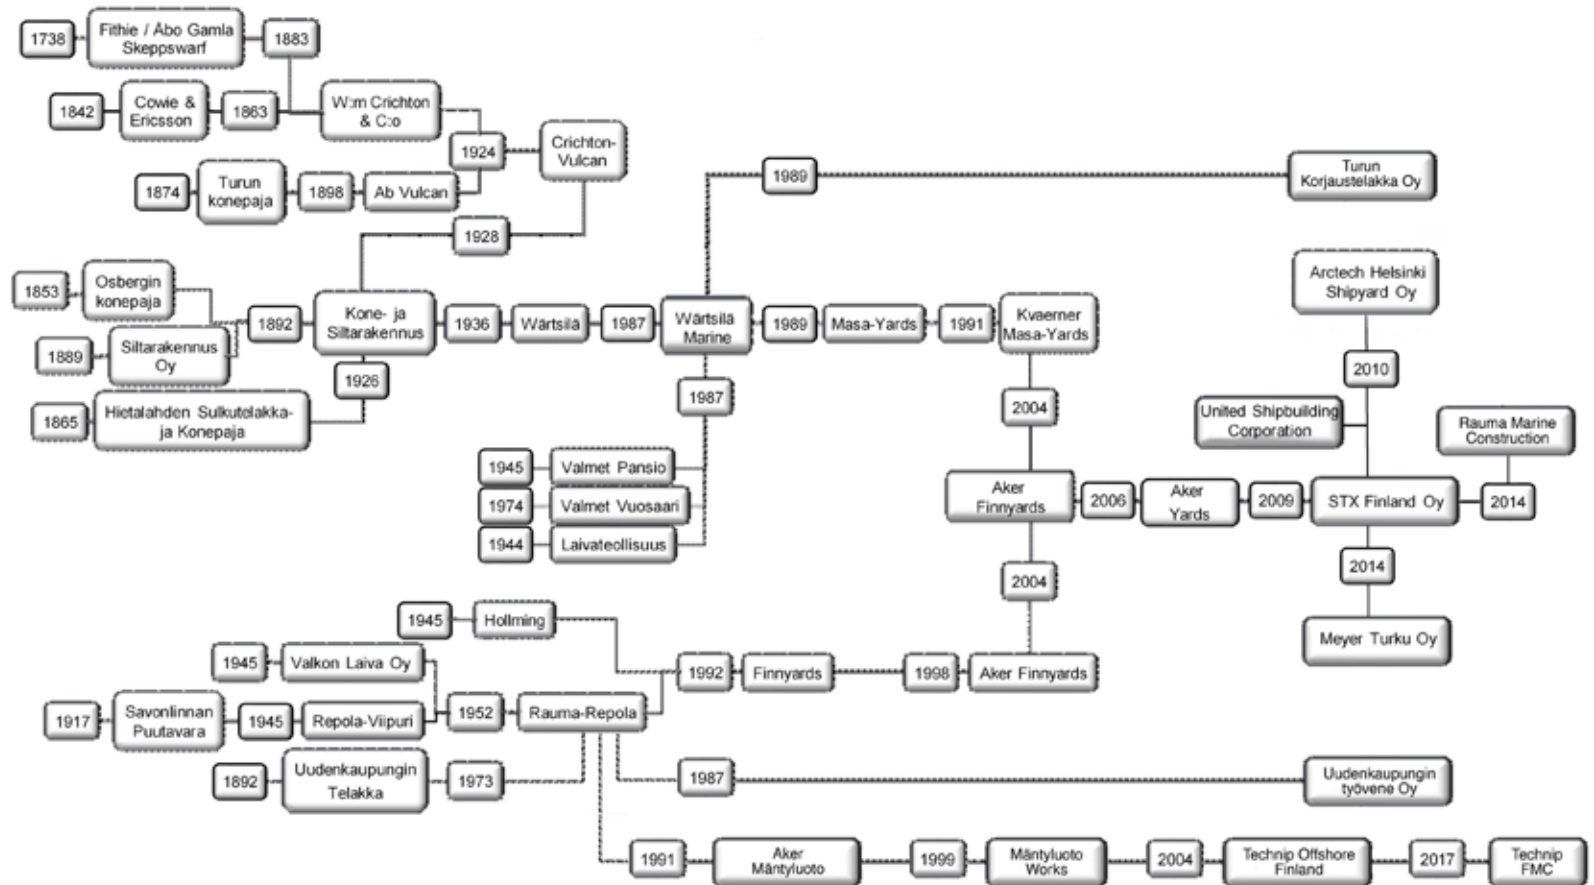 1738
Fithie / Åbo Gamla
Skeppswarf
1883
1842
Cowie &
Ericsson
1863
W:m Crichton
& C:o
1924
Crichton-
Vulcan
1874
Turun
konepaja
1898
Ab Vulcan
1928
1989
Turun
Korjaustelakka Oy
1853
Osbergin
konepaja
1889
Siltarakennus
Oy
1892
Kone- ja
Siltarakennus
1936
Wärtsilä
1987
Wärtsilä
Marine
1989
Masa-Yards
1991
Kvaerner
Masa-Yards
Arctech Helsinki
Shipyard Oy
1865
Hietalahden Sulkutelakka-
ja Konepaja
1926
1987
2004
2010
United Shipbuilding
Corporation
Rauma Marine
Construction
1945
Valmet Pansio
1974
Valmet Vuosaari
1944
Laivateollisuus
Aker
Finnyards
2006
Aker
Yards
2009
STX Finland Oy
2014
2004
2014
Meyer Turku Oy
1945
Hollming
1945
Valkon Laiva Oy
1917
Savonlinnan
Puutavara
1945
Repola-Viipuri
1952
Rauma-Repola
1992
Finnyards
1998
Aker Finnyards
1892
Uudenkaupungin
Telakka
1973
1987
Uudenkaupungin
työvene Oy
1991
Aker
Mäntyluoto
1999
Mäntyluoto
Works
2004
Technip Offshore
Finland
2017
Technip
FMC